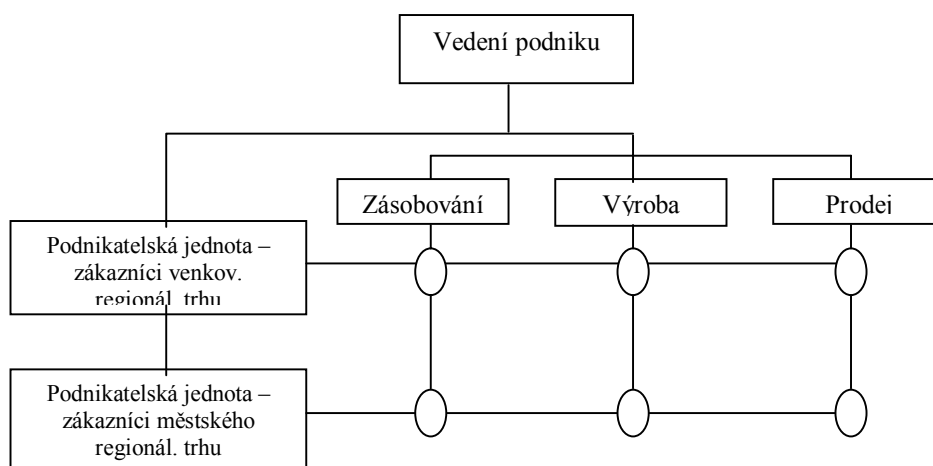 Vedení podniku
Zásobování
Výroba
Prodej
Podnikatelská jednota –
zákazníci venkov.
regionál. trhu
Podnikatelská jednota –
zákazníci městského
regionál. trhu